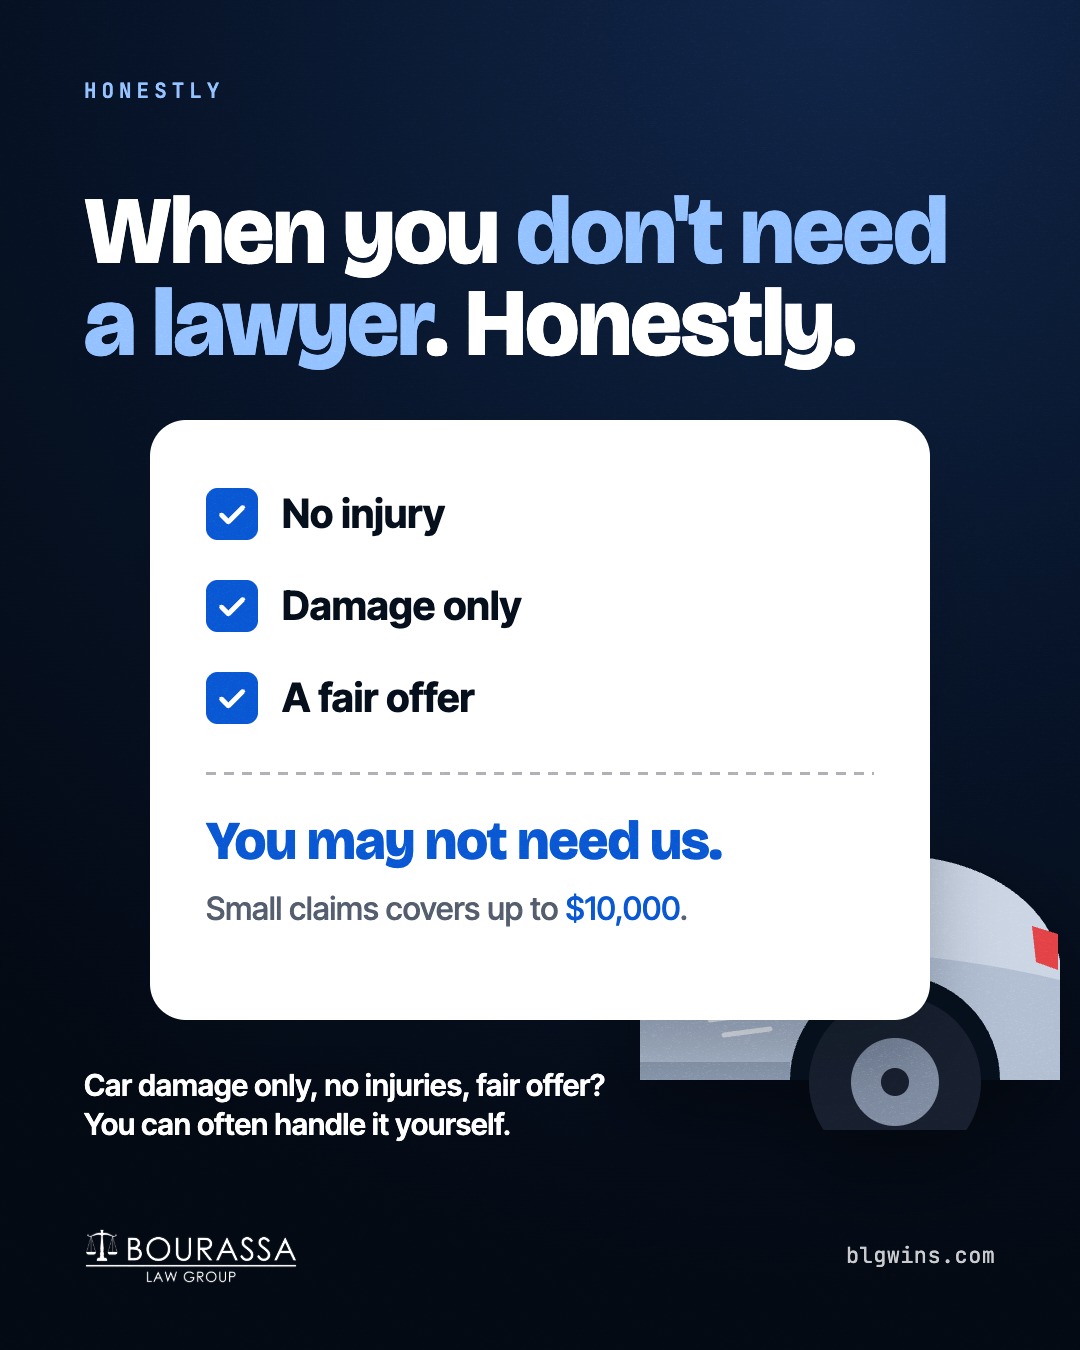 HONESTLY
When you don't need
a lawyer. Honestly.
No injury
Damage only
A fair offer
You may not need us.
Small claims covers up to $10,000.
Car damage only, no injuries, fair offer?
You can often handle it yourself.
BOURASSA
LAW GROUP
blgwins.com